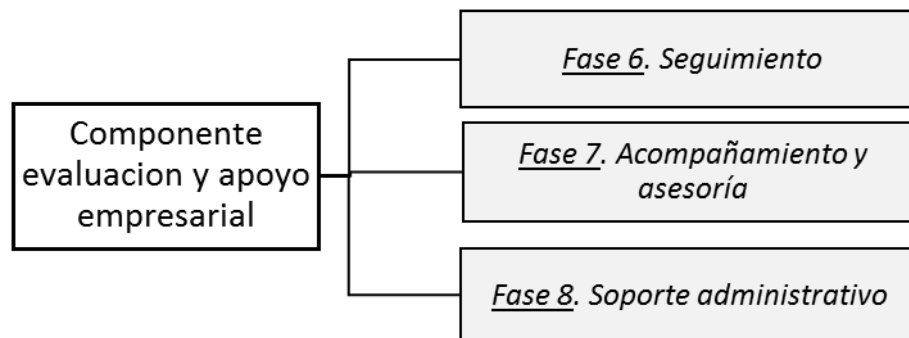 Componente
evaluacion y apoyo
empresarial
Fase 6. Seguimiento
Fase 7. Acompañamiento y
asesoría
Fase 8. Soporte administrativo